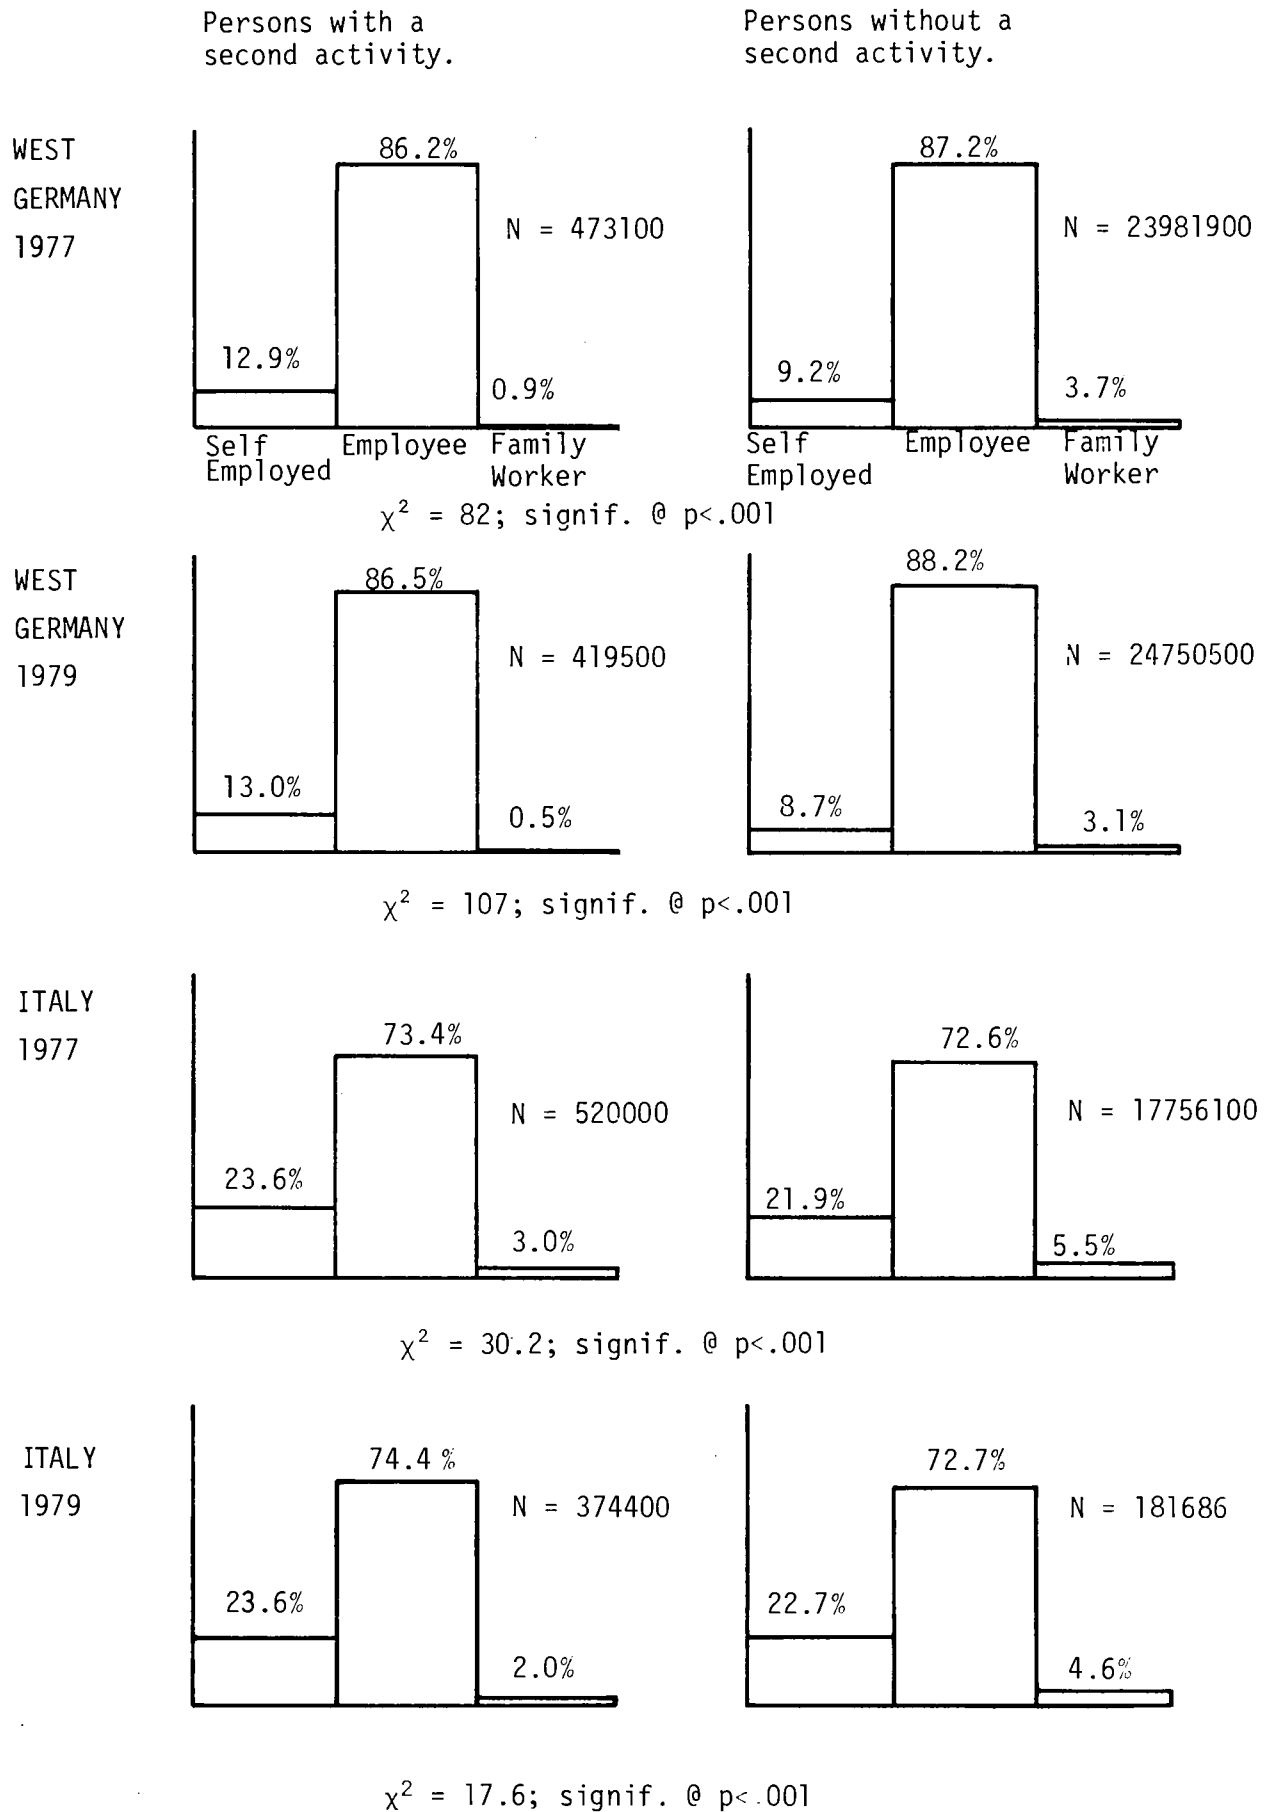 Persons with a
second activity.
Persons without a
second activity.
WEST
GERMANY
1977
86.2%
N = 473100
12.9%
0.9%
Self
Employed
Employee
Family
Worker
87.2%
N = 23981900
9.2%
3.7%
Self
Employed
Employee
Family
Worker
χ² = 82; signif. @ p<.001
WEST
GERMANY
1979
86.5%
N = 419500
13.0%
0.5%
88.2%
N = 24750500
8.7%
3.1%
χ² = 107; signif. @ p<.001
ITALY
1977
73.4%
N = 520000
23.6%
3.0%
72.6%
N = 17756100
21.9%
5.5%
χ² = 30.2; signif. @ p<.001
ITALY
1979
74.4 %
N = 374400
23.6%
2.0%
72.7%
N = 181686
22.7%
4.6%
χ² = 17.6; signif. @ p<.001